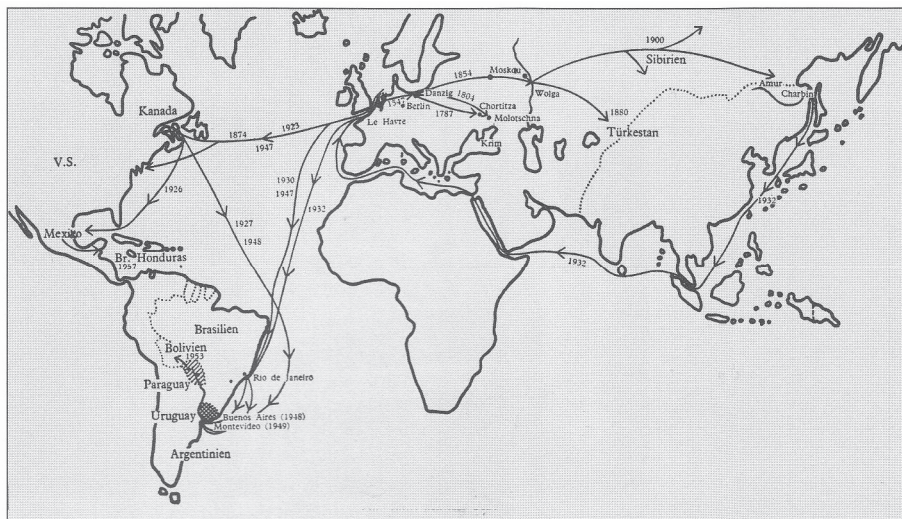 1900
Sibirien
Moskau
1854
Amur
Charbin
Wolga
Danzig
1804
Berlin
Chortitza
1787
Molotschna
1880
Türkestan
Kanada
Le Havre
Krim
1923
1874
1947
V.S.
1930
1947
1932
1926
1932
1927
Mexiko
1948
Br. Honduras
1957
1932
Brasilien
Bolivien
1953
Rio de Janeiro
Paraguay
Uruguay
Buenos Aires (1948)
Montevideo (1949)
Argentinien